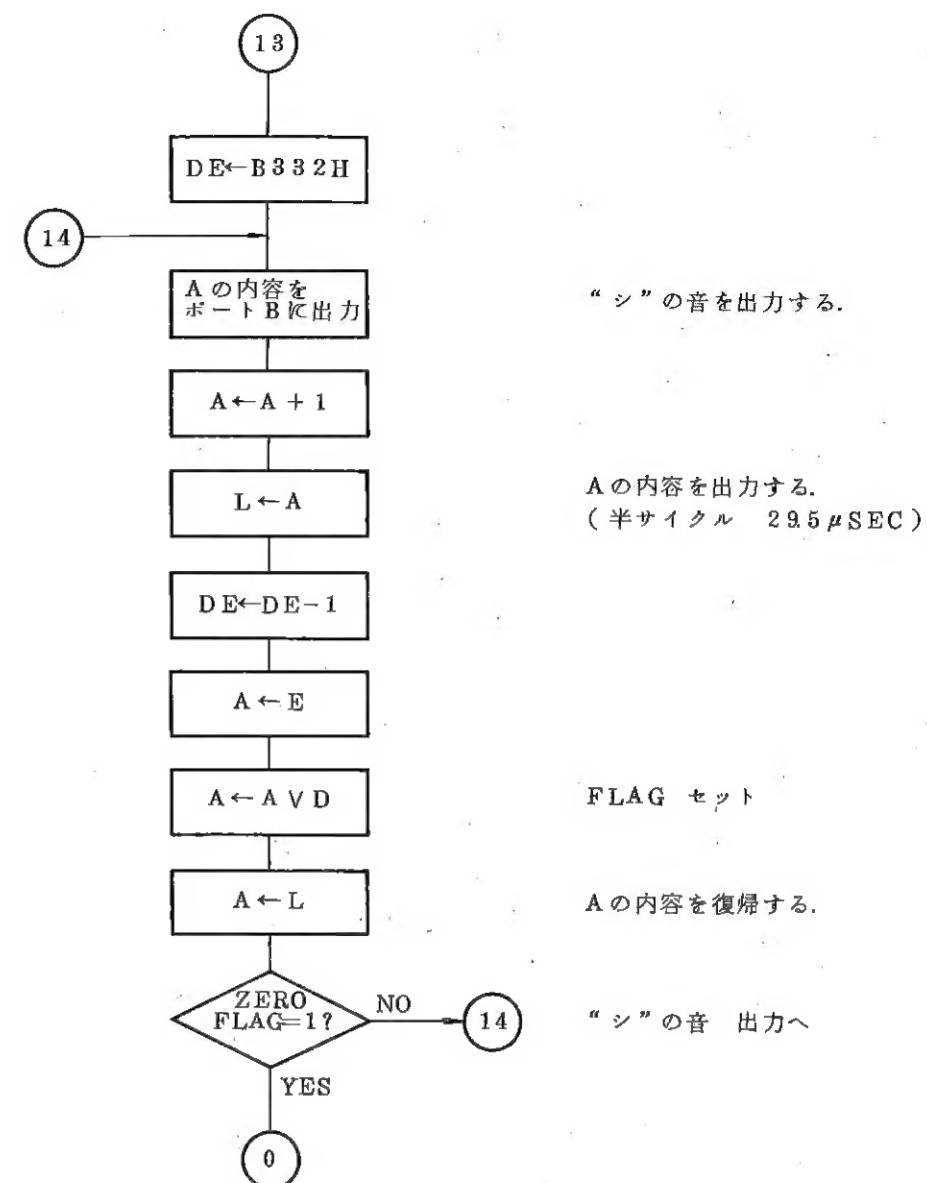 13
DE←B332H
14
Aの内容を
ポートBに出力
“シ”の音を出力する.
A←A+1
L←A
Aの内容を出力する.
(半サイクル 29.5μSEC)
DE←DE-1
A←E
A←A∨D
FLAG セット
A←L
Aの内容を復帰する.
ZERO
FLAG=1?
NO
14
“シ”の音 出力へ
YES
0